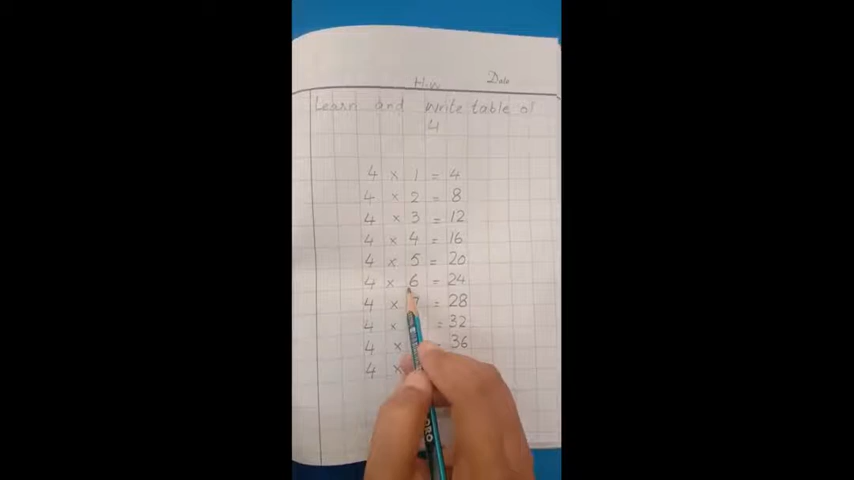 H.W Date
Learn and write table of
4
4 × 1 = 4
4 × 2 = 8
4 × 3 = 12
4 × 4 = 16
4 × 5 = 20
4 × 6 = 24
4 × 7 = 28
4 × = 32
4 × = 36
4 ×